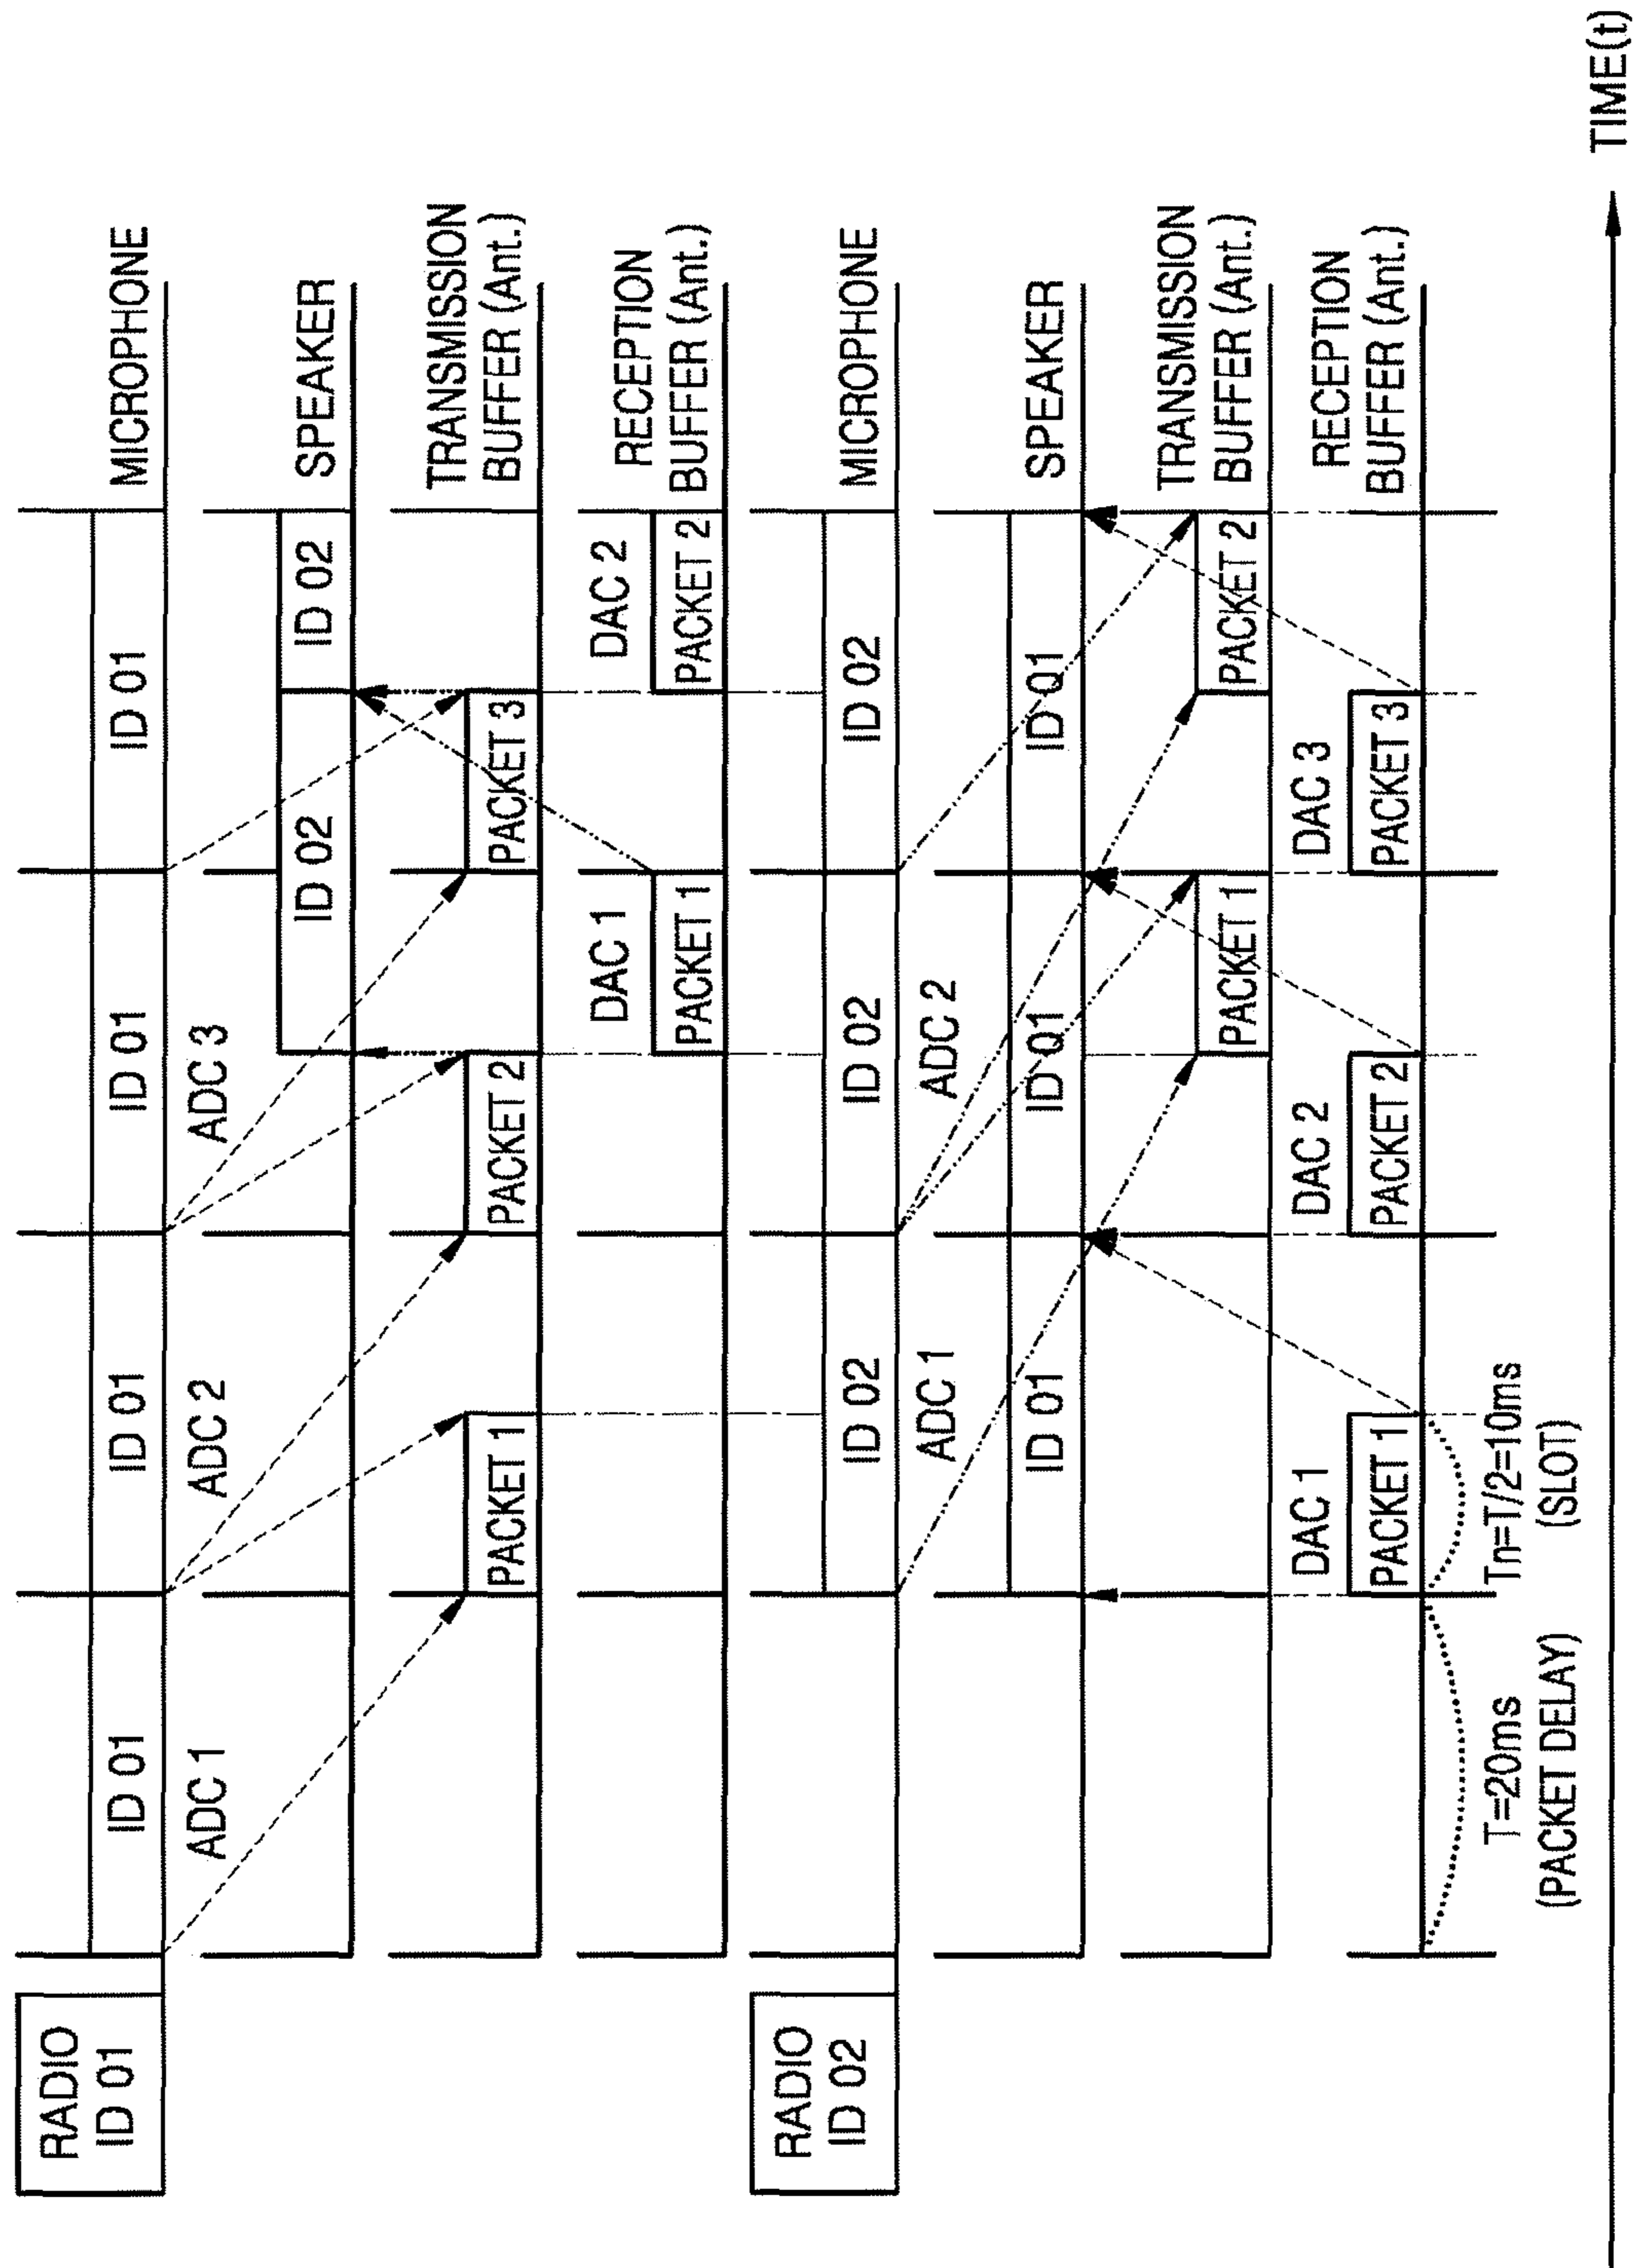 RADIO
ID 01
ID 01
ID 01
ID 01
ID 01
MICROPHONE
ADC 1
ADC 2
ADC 3
ID 02
ID 02
SPEAKER
PACKET 1
PACKET 2
PACKET 3
TRANSMISSION
BUFFER (Ant.)
DAC 1
DAC 2
PACKET 1
PACKET 2
RECEPTION
BUFFER (Ant.)
RADIO
ID 02
ID 02
ID 02
ID 02
MICROPHONE
ADC 1
ADC 2
ID 01
ID 01
ID 01
SPEAKER
PACKET 1
PACKET 2
TRANSMISSION
BUFFER (Ant.)
DAC 1
DAC 2
DAC 3
PACKET 1
PACKET 2
PACKET 3
RECEPTION
BUFFER (Ant.)
T=20ms
(PACKET DELAY)
Tn=T/2=10ms
(SLOT)
TIME(t)